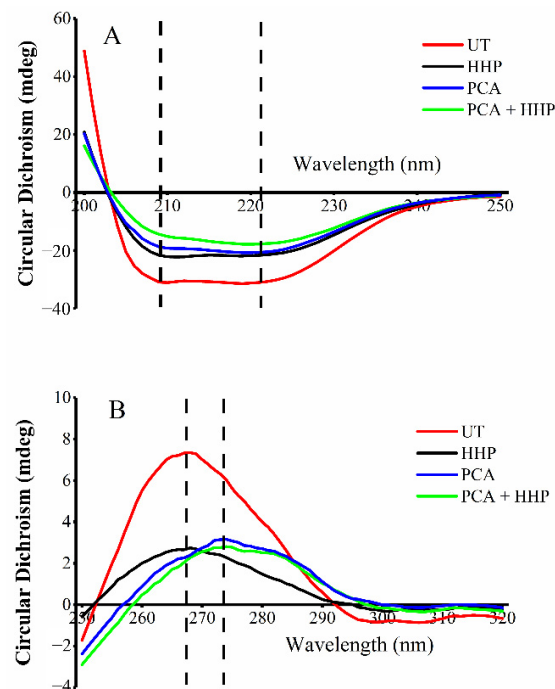 A
60
40
20
0
−20
−40
Circular Dichroism (mdeg)
UT
HHP
PCA
PCA + HHP
Wavelength (nm)
200 210 220 230 240 250
B
10
8
6
4
2
0
−2
−4
Circular Dichroism (mdeg)
UT
HHP
PCA
PCA + HHP
250 260 270 280 290 300 310 320
Wavelength (nm)